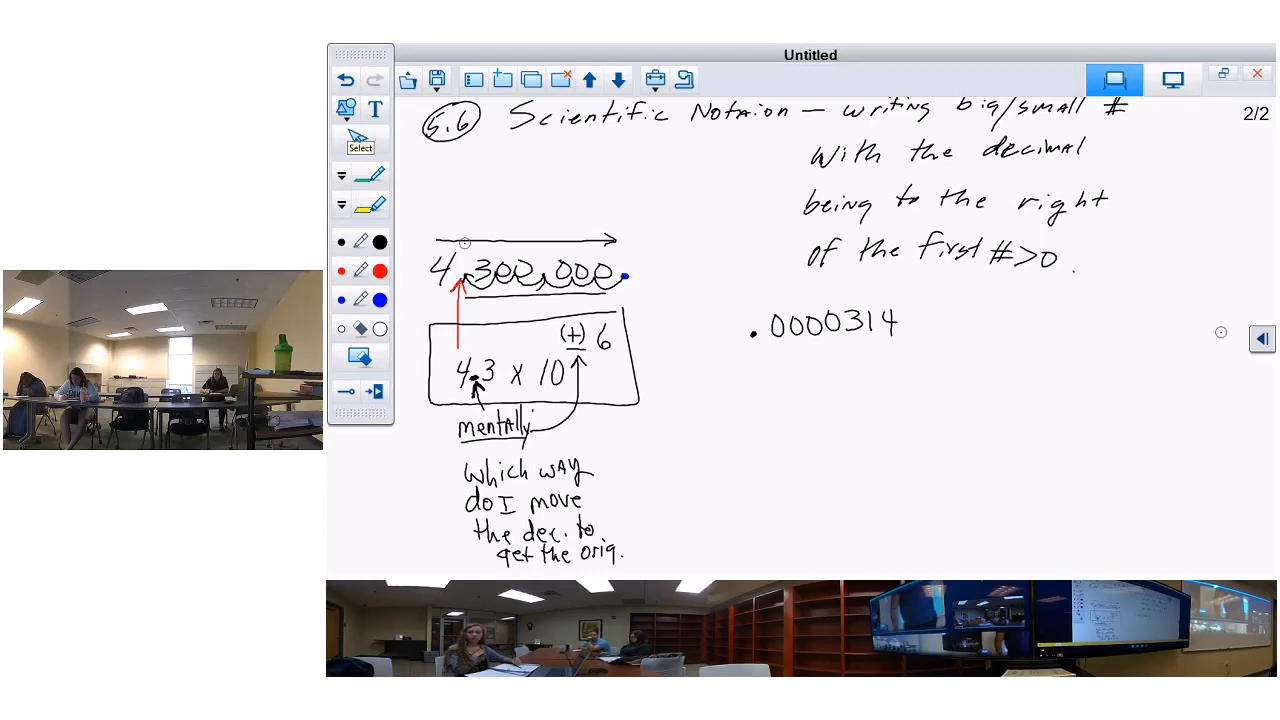 Untitled
2/2
T
Select
5.6 Scientific Notaion — writing big/small #
with the decimal
being to the right
of the first # > 0.
4,300,000.
4.3 x 10 (+) 6
mentally
which way
do I move
the dec. to
get the orig.
.0000314